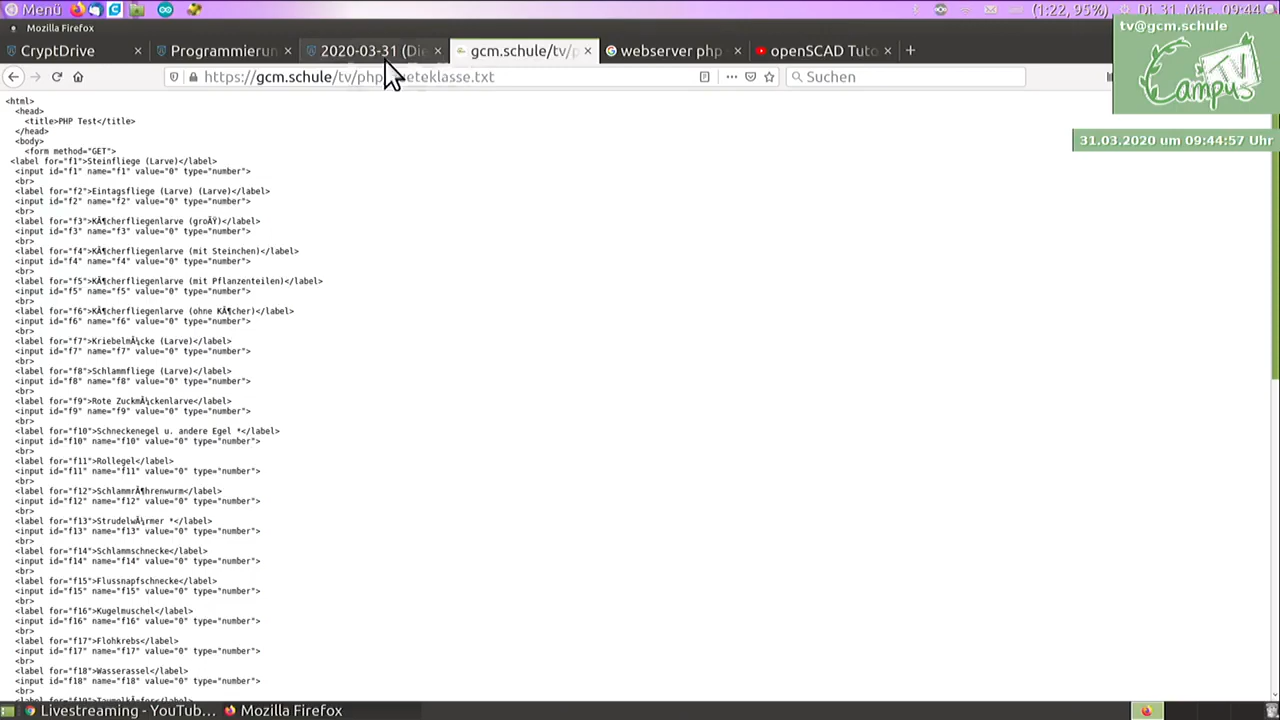 Menü
(1:22, 95%)
Di 31. Mär, 09:44
Mozilla Firefox
tv@gcm.schule
CryptDrive
Programmierun
2020-03-31 (Die
gcm.schule/tv/p
webserver php
openSCAD Tuto
Campus
TV
https://gcm.schule/tv/php
eteklasse.txt
Suchen
31.03.2020 um 09:44:57 Uhr
<html>
<head>
<title>PHP Test</title>
</head>
<body>
<form method="GET">
<label for="f1">Steinfliege (Larve)</label>
<input id="f1" name="f1" value="0" type="number">
<br>
<label for="f2">Eintagsfliege (Larve) (Larve)</label>
<input id="f2" name="f2" value="0" type="number">
<br>
<label for="f3">KÃ¶cherfliegenlarve (groÃŸ)</label>
<input id="f3" name="f3" value="0" type="number">
<br>
<label for="f4">KÃ¶cherfliegenlarve (mit Steinchen)</label>
<input id="f4" name="f4" value="0" type="number">
<br>
<label for="f5">KÃ¶cherfliegenlarve (mit Pflanzenteilen)</label>
<input id="f5" name="f5" value="0" type="number">
<br>
<label for="f6">KÃ¶cherfliegenlarve (ohne KÃ¶cher)</label>
<input id="f6" name="f6" value="0" type="number">
<br>
<label for="f7">KriebelmÃ¼cke (Larve)</label>
<input id="f7" name="f7" value="0" type="number">
<br>
<label for="f8">Schlammfliege (Larve)</label>
<input id="f8" name="f8" value="0" type="number">
<br>
<label for="f9">Rote ZuckmÃ¼ckenlarve</label>
<input id="f9" name="f9" value="0" type="number">
<br>
<label for="f10">Schneckenegel u. andere Egel *</label>
<input id="f10" name="f10" value="0" type="number">
<br>
<label for="f11">Rollegel</label>
<input id="f11" name="f11" value="0" type="number">
<br>
<label for="f12">SchlammrÃ¶hrenwurm</label>
<input id="f12" name="f12" value="0" type="number">
<br>
<label for="f13">StrudelwÃ¼rmer *</label>
<input id="f13" name="f13" value="0" type="number">
<br>
<label for="f14">Schlammschnecke</label>
<input id="f14" name="f14" value="0" type="number">
<br>
<label for="f15">Flussnapfschnecke</label>
<input id="f15" name="f15" value="0" type="number">
<br>
<label for="f16">Kugelmuschel</label>
<input id="f16" name="f16" value="0" type="number">
<br>
<label for="f17">Flohkrebs</label>
<input id="f17" name="f17" value="0" type="number">
<br>
<label for="f18">Wasserassel</label>
<input id="f18" name="f18" value="0" type="number">
<br>
Livestreaming - YouTub...
Mozilla Firefox